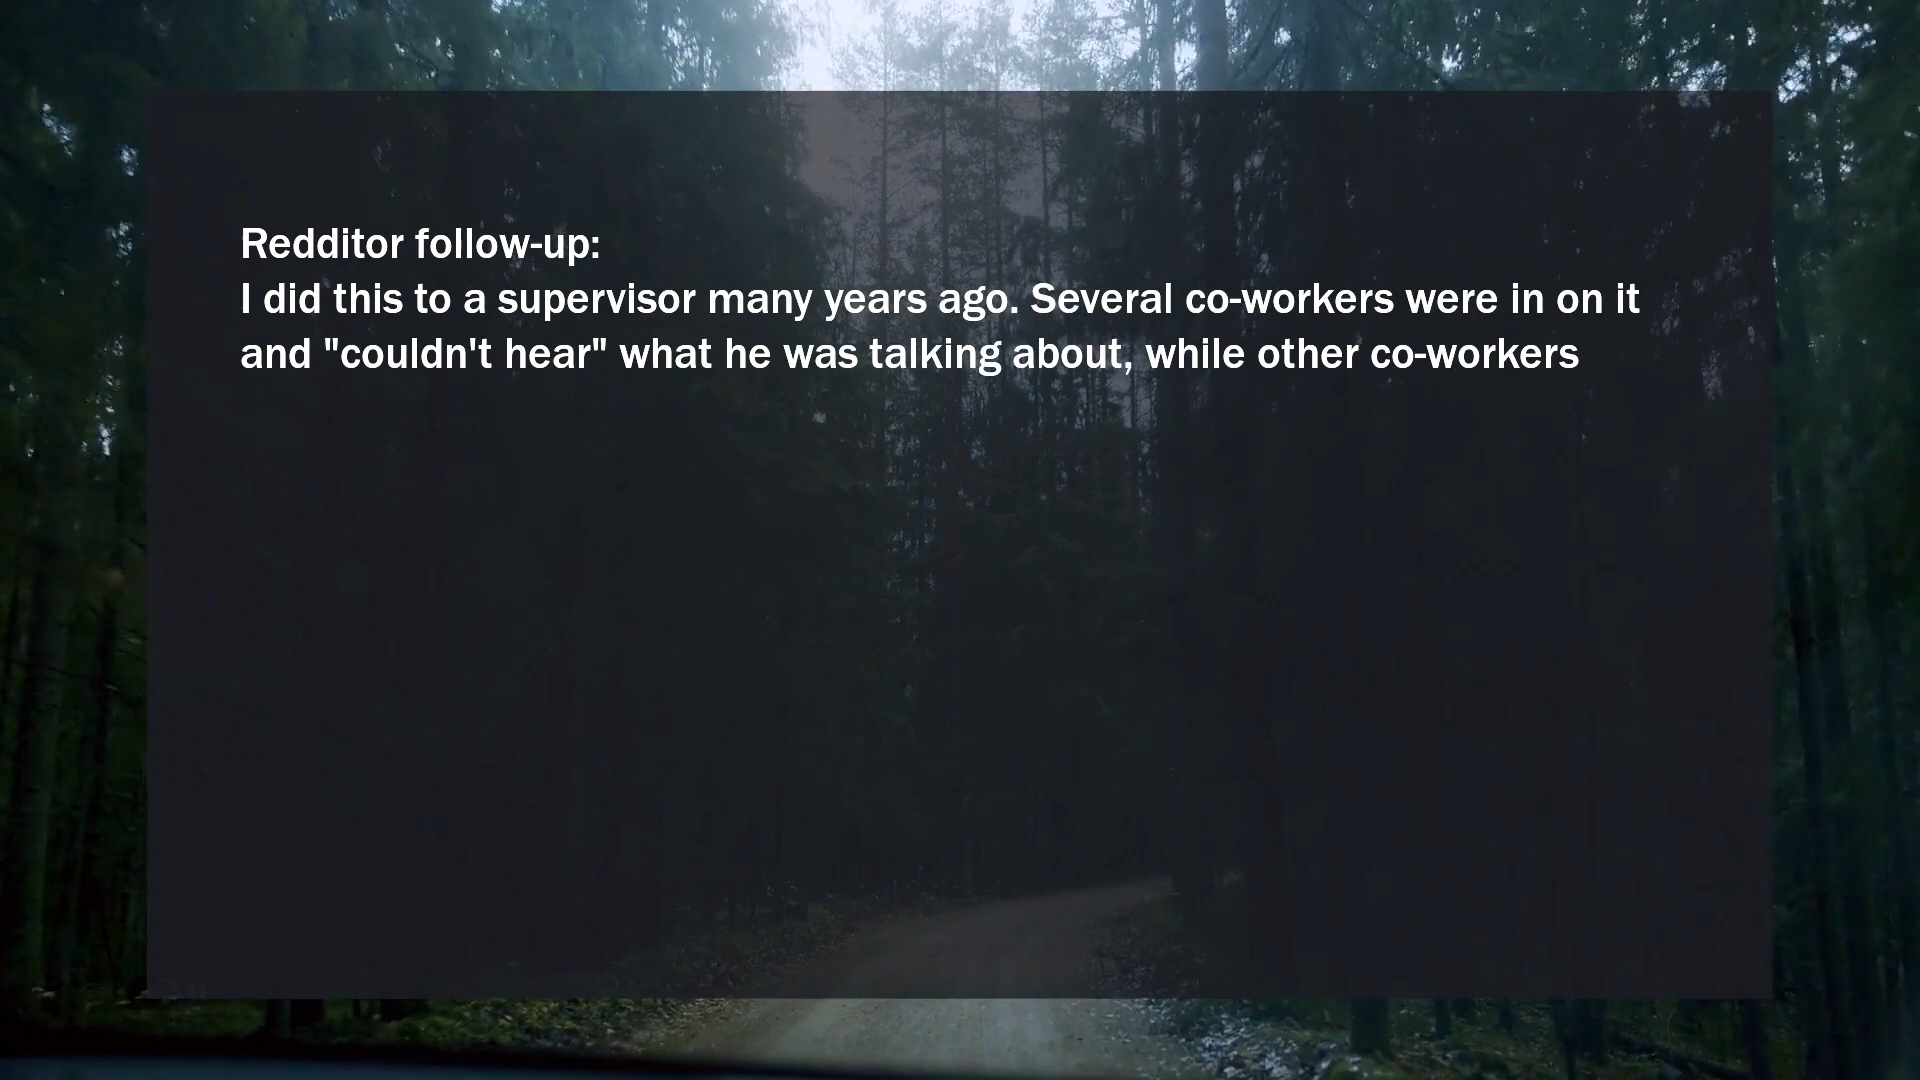 Redditor follow-up:
I did this to a supervisor many years ago. Several co-workers were in on it
and "couldn't hear" what he was talking about, while other co-workers